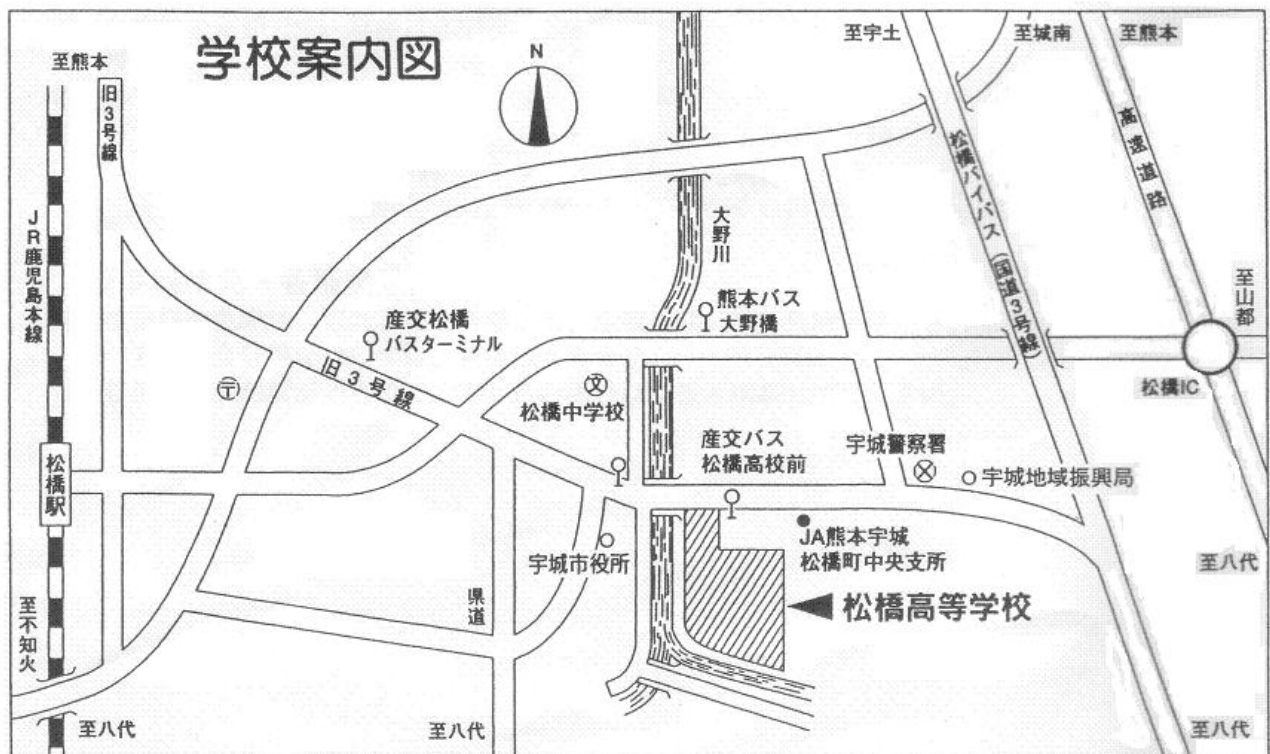 学校案内図
N
至熊本
旧3号線
至宇土
至城南
至熊本
高速道路
松橋バイパス(国道3号線)
大野川
JR鹿児島本線
熊本バス
大野橋
至山都
産交松橋
バスターミナル
旧3号線
〒
文
松橋中学校
松橋IC
産交バス
松橋高校前
宇城警察署
宇城地域振興局
松橋駅
JA熊本宇城
松橋町中央支所
宇城市役所
至八代
県道
松橋高等学校
至不知火
至八代
至八代
至八代